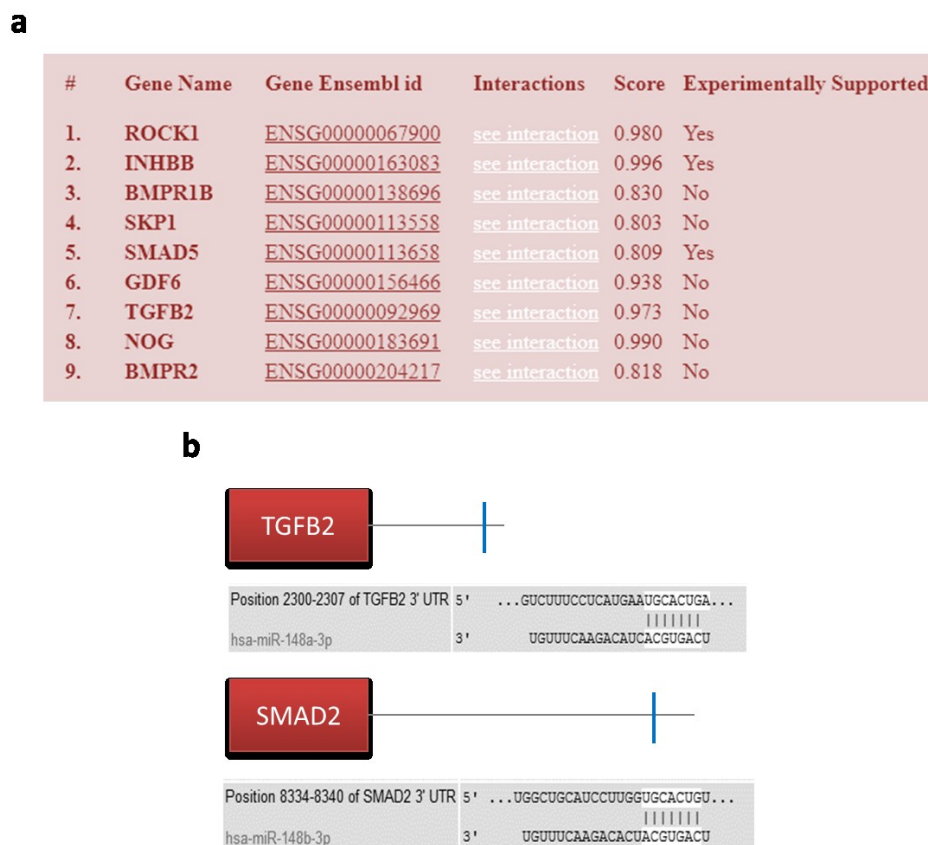 a
# Gene Name Gene Ensembl id Interactions Score Experimentally Supported
1. ROCK1 ENSG00000067900 see interaction 0.980 Yes
2. INHBB ENSG00000163083 see interaction 0.996 Yes
3. BMPR1B ENSG00000138696 see interaction 0.830 No
4. SKP1 ENSG00000113558 see interaction 0.803 No
5. SMAD5 ENSG00000113658 see interaction 0.809 Yes
6. GDF6 ENSG00000156466 see interaction 0.938 No
7. TGFB2 ENSG00000092969 see interaction 0.973 No
8. NOG ENSG00000183691 see interaction 0.990 No
9. BMPR2 ENSG00000204217 see interaction 0.818 No
b
TGFB2
Position 2300-2307 of TGFB2 3' UTR 5' ...GUCUUUCCUCAUGAAUGCACUGA...
hsa-miR-148a-3p 3' UGUUUCAAGACAUCACGUGACU
SMAD2
Position 8334-8340 of SMAD2 3' UTR 5' ...UGGCUGCAUCCUUGGUGCACUGU...
hsa-miR-148b-3p 3' UGUUUCAAGACACUACGUGACU